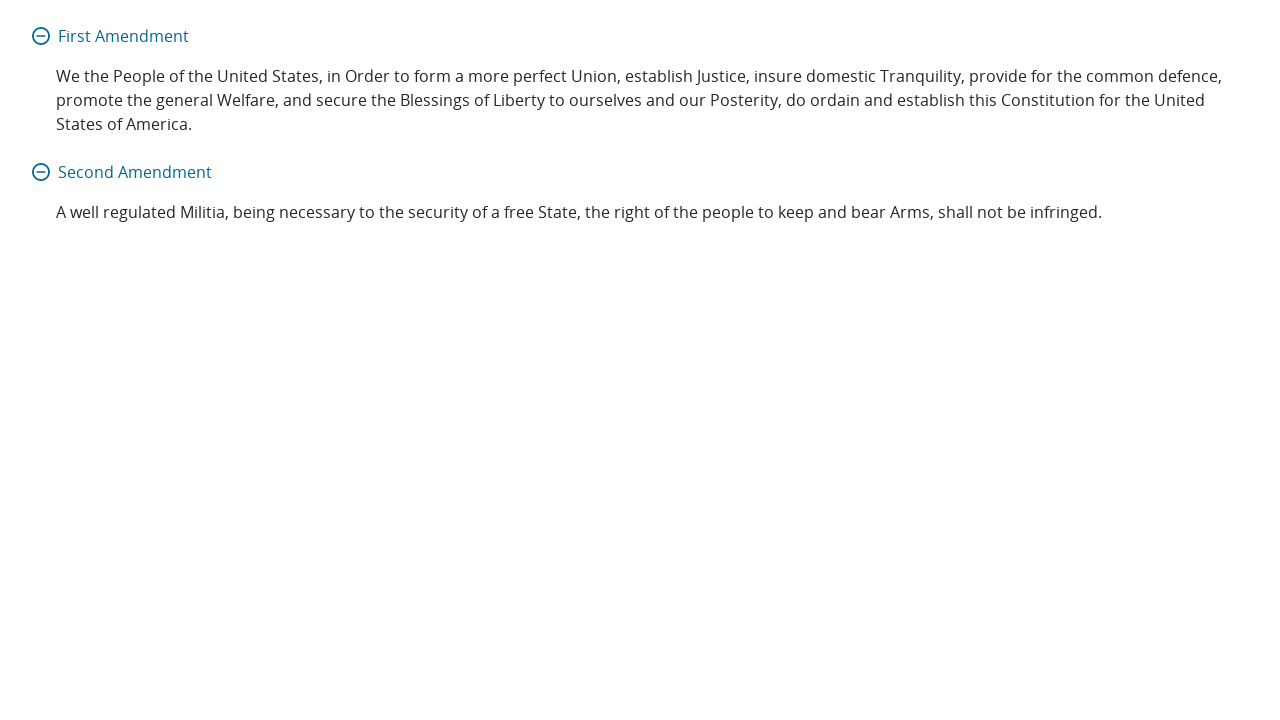 First Amendment
We the People of the United States, in Order to form a more perfect Union, establish Justice, insure domestic Tranquility, provide for the common defence,
promote the general Welfare, and secure the Blessings of Liberty to ourselves and our Posterity, do ordain and establish this Constitution for the United
States of America.
Second Amendment
A well regulated Militia, being necessary to the security of a free State, the right of the people to keep and bear Arms, shall not be infringed.